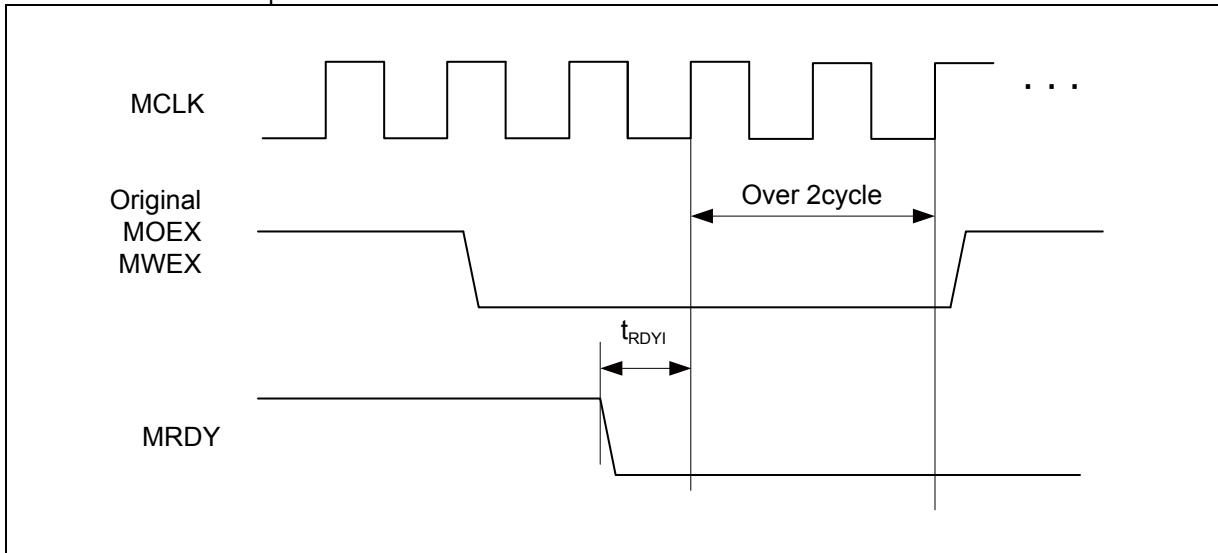 MCLK
. . .
Original
MOEX
MWEX
Over 2cycle
tRDYI
MRDY